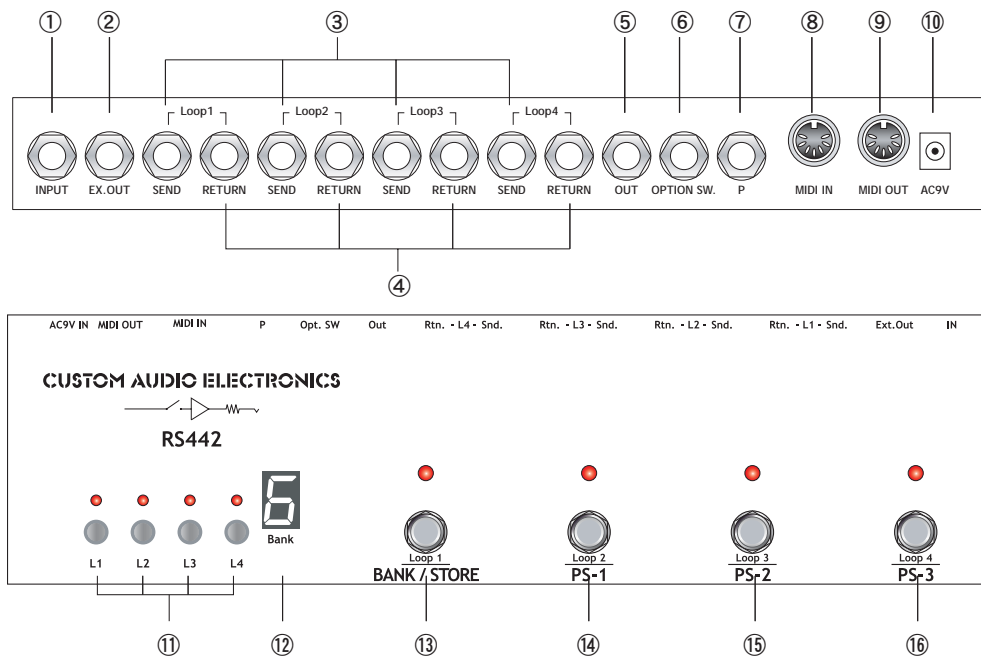 ① ② ③ ⑤ ⑥ ⑦ ⑧ ⑨ ⑩
Loop1 Loop2 Loop3 Loop4
INPUT EX.OUT SEND RETURN SEND RETURN SEND RETURN SEND RETURN OUT OPTION SW. P MIDI IN MIDI OUT AC9V
④
AC9V IN MIDI OUT MIDI IN P Opt. SW Out Rtn. - L4 - Snd. Rtn. - L3 - Snd. Rtn. - L2 - Snd. Rtn. - L1 - Snd. Ext.Out IN
CUSTOM AUDIO ELECTRONICS
RS442
6
Bank
L1 L2 L3 L4
Loop 1 Loop 2 Loop 3 Loop 4
BANK / STORE PS-1 PS-2 PS-3
⑪ ⑫ ⑬ ⑭ ⑮ ⑯